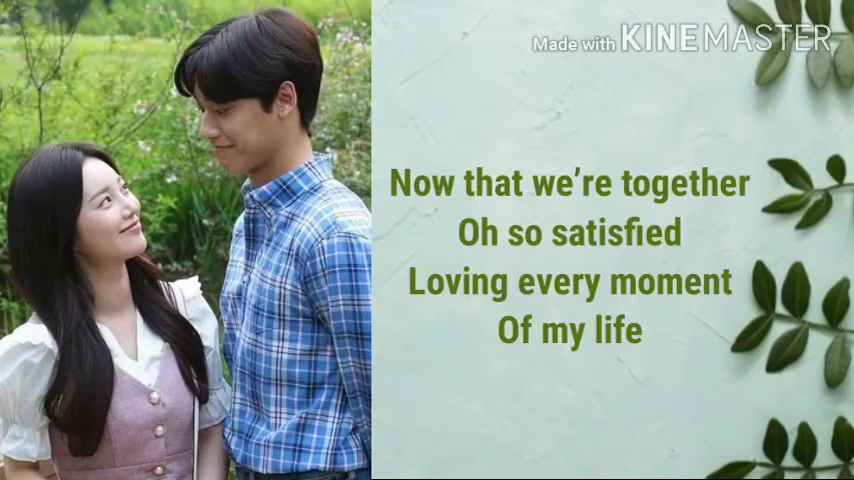 Made with KINEMASTER
Now that we’re together
Oh so satisfied
Loving every moment
Of my life